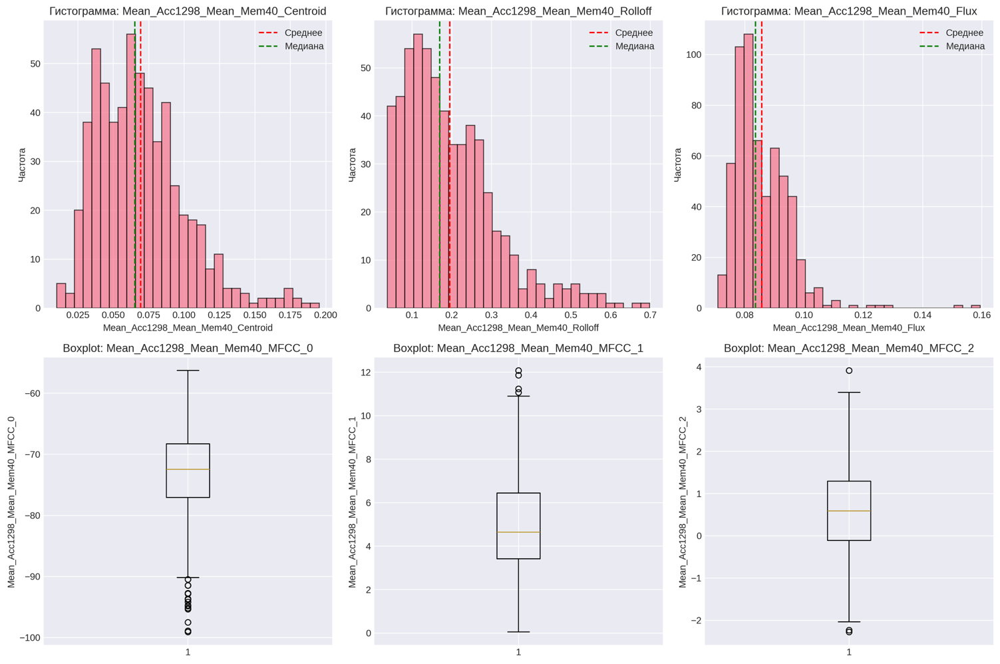 Гистограмма: Mean_Acc1298_Mean_Mem40_Centroid
Среднее
Медиана
Частота
50
40
30
20
10
0
0.025 0.050 0.075 0.100 0.125 0.150 0.175 0.200
Mean_Acc1298_Mean_Mem40_Centroid
Гистограмма: Mean_Acc1298_Mean_Mem40_Rolloff
Среднее
Медиана
Частота
50
40
30
20
10
0
0.1 0.2 0.3 0.4 0.5 0.6 0.7
Mean_Acc1298_Mean_Mem40_Rolloff
Гистограмма: Mean_Acc1298_Mean_Mem40_Flux
Среднее
Медиана
Частота
100
80
60
40
20
0
0.08 0.10 0.12 0.14 0.16
Mean_Acc1298_Mean_Mem40_Flux
Boxplot: Mean_Acc1298_Mean_Mem40_MFCC_0
Mean_Acc1298_Mean_Mem40_MFCC_0
−60
−70
−80
−90
−100
1
Boxplot: Mean_Acc1298_Mean_Mem40_MFCC_1
Mean_Acc1298_Mean_Mem40_MFCC_1
12
10
8
6
4
2
0
1
Boxplot: Mean_Acc1298_Mean_Mem40_MFCC_2
Mean_Acc1298_Mean_Mem40_MFCC_2
4
3
2
1
0
−1
−2
1